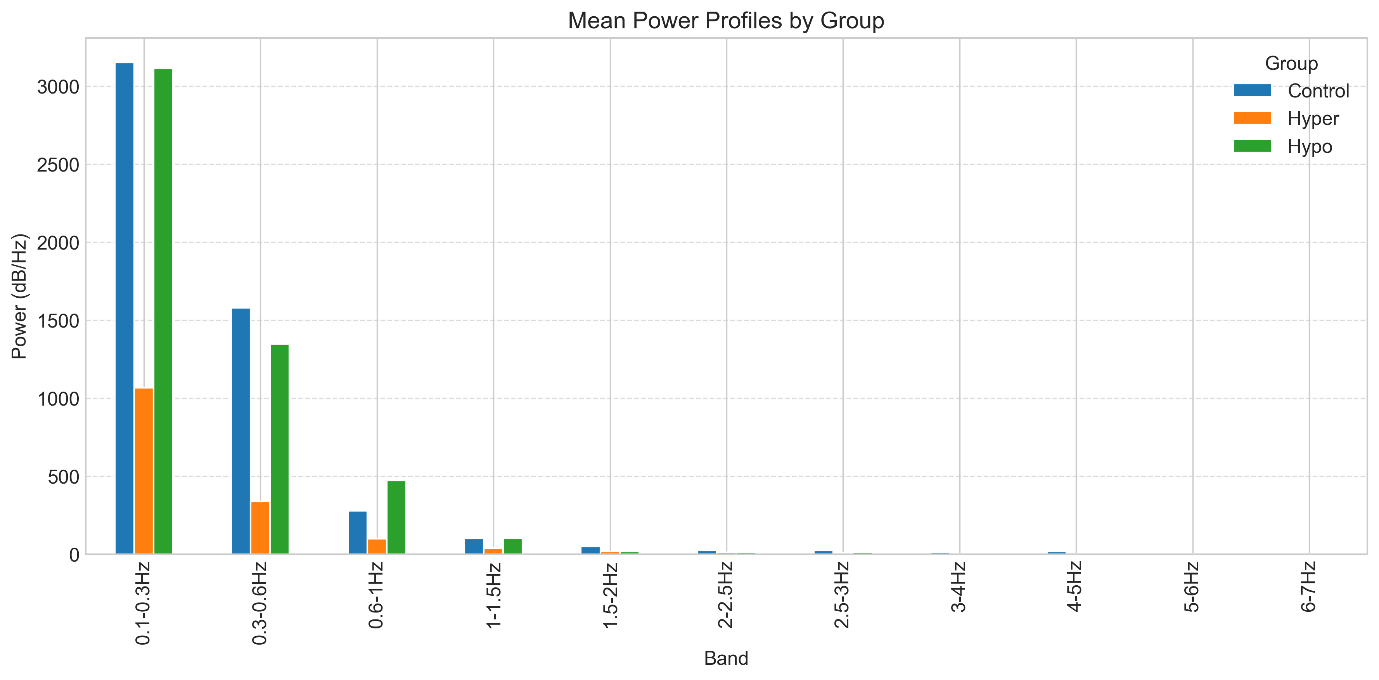 Mean Power Profiles by Group
Power (dB/Hz)
3000
2500
2000
1500
1000
500
0
Group
Control
Hyper
Hypo
0.1-0.3Hz
0.3-0.6Hz
0.6-1Hz
1-1.5Hz
1.5-2Hz
2-2.5Hz
2.5-3Hz
3-4Hz
4-5Hz
5-6Hz
6-7Hz
Band